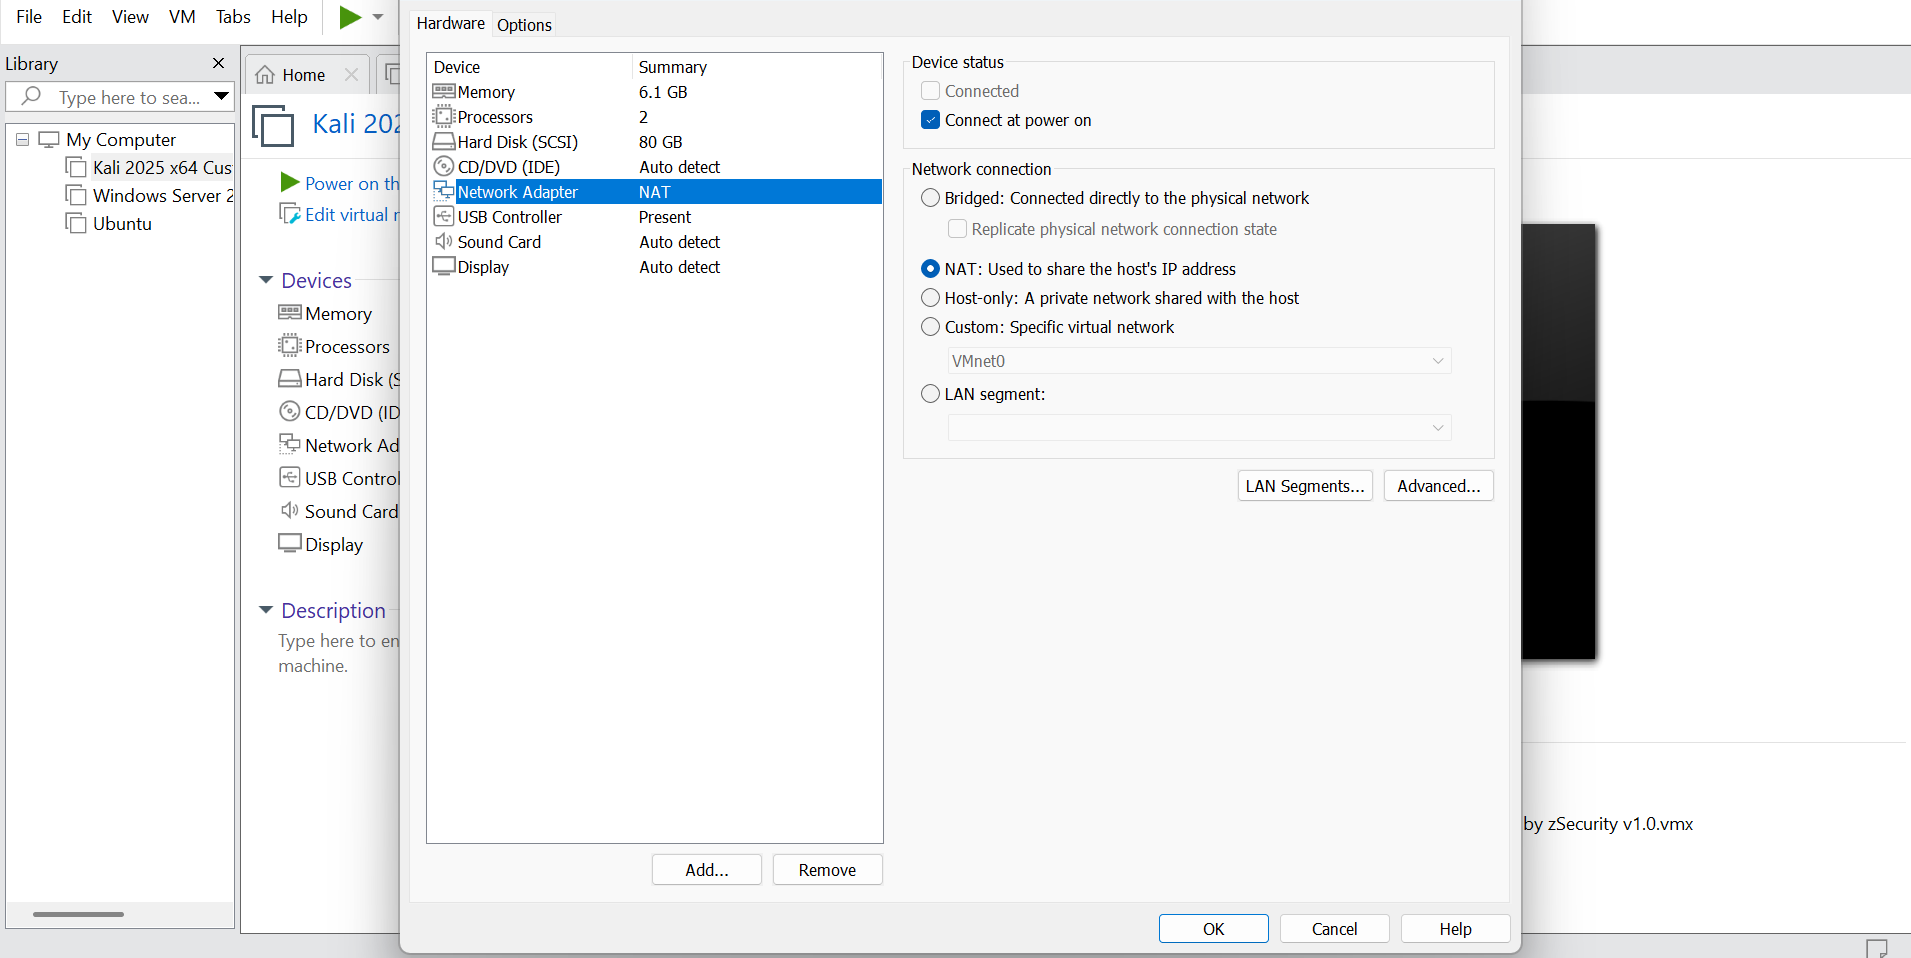 File Edit View VM Tabs Help
Library
Type here to sea...
My Computer
Kali 2025 x64 Cus
Windows Server 2
Ubuntu
Home
Kali 202
Power on th
Edit virtual
Devices
Memory
Processors
Hard Disk (S
CD/DVD (ID
Network Ad
USB Control
Sound Card
Display
Description
Type here to en
machine.
Hardware Options
Device Summary
Memory 6.1 GB
Processors 2
Hard Disk (SCSI) 80 GB
CD/DVD (IDE) Auto detect
Network Adapter NAT
USB Controller Present
Sound Card Auto detect
Display Auto detect
Add... Remove
Device status
Connected
Connect at power on
Network connection
Bridged: Connected directly to the physical network
Replicate physical network connection state
NAT: Used to share the host's IP address
Host-only: A private network shared with the host
Custom: Specific virtual network
VMnet0
LAN segment:
LAN Segments... Advanced...
OK Cancel Help
by zSecurity v1.0.vmx